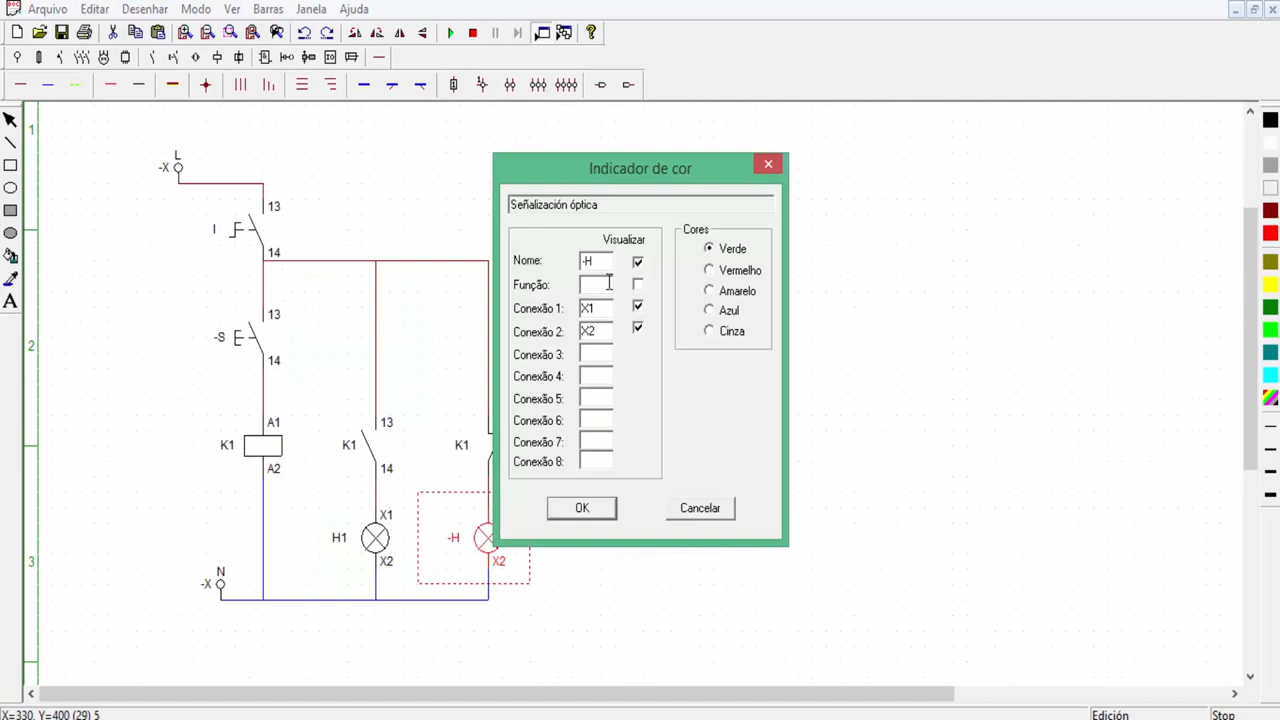 Arquivo Editar Desenhar Modo Ver Barras Janela Ajuda
1
2
3
L
-X
13
I
14
13
-S
14
A1
K1
A2
13
K1
14
K1
X1
H1
X2
-H
X2
N
-X
Indicador de cor
Señalización óptica
Visualizar
Nome: -H
Função:
Conexão 1: X1
Conexão 2: X2
Conexão 3:
Conexão 4:
Conexão 5:
Conexão 6:
Conexão 7:
Conexão 8:
Cores
Verde
Vermelho
Amarelo
Azul
Cinza
OK
Cancelar
X=330, Y=400 (29) 5
Edición
Stop